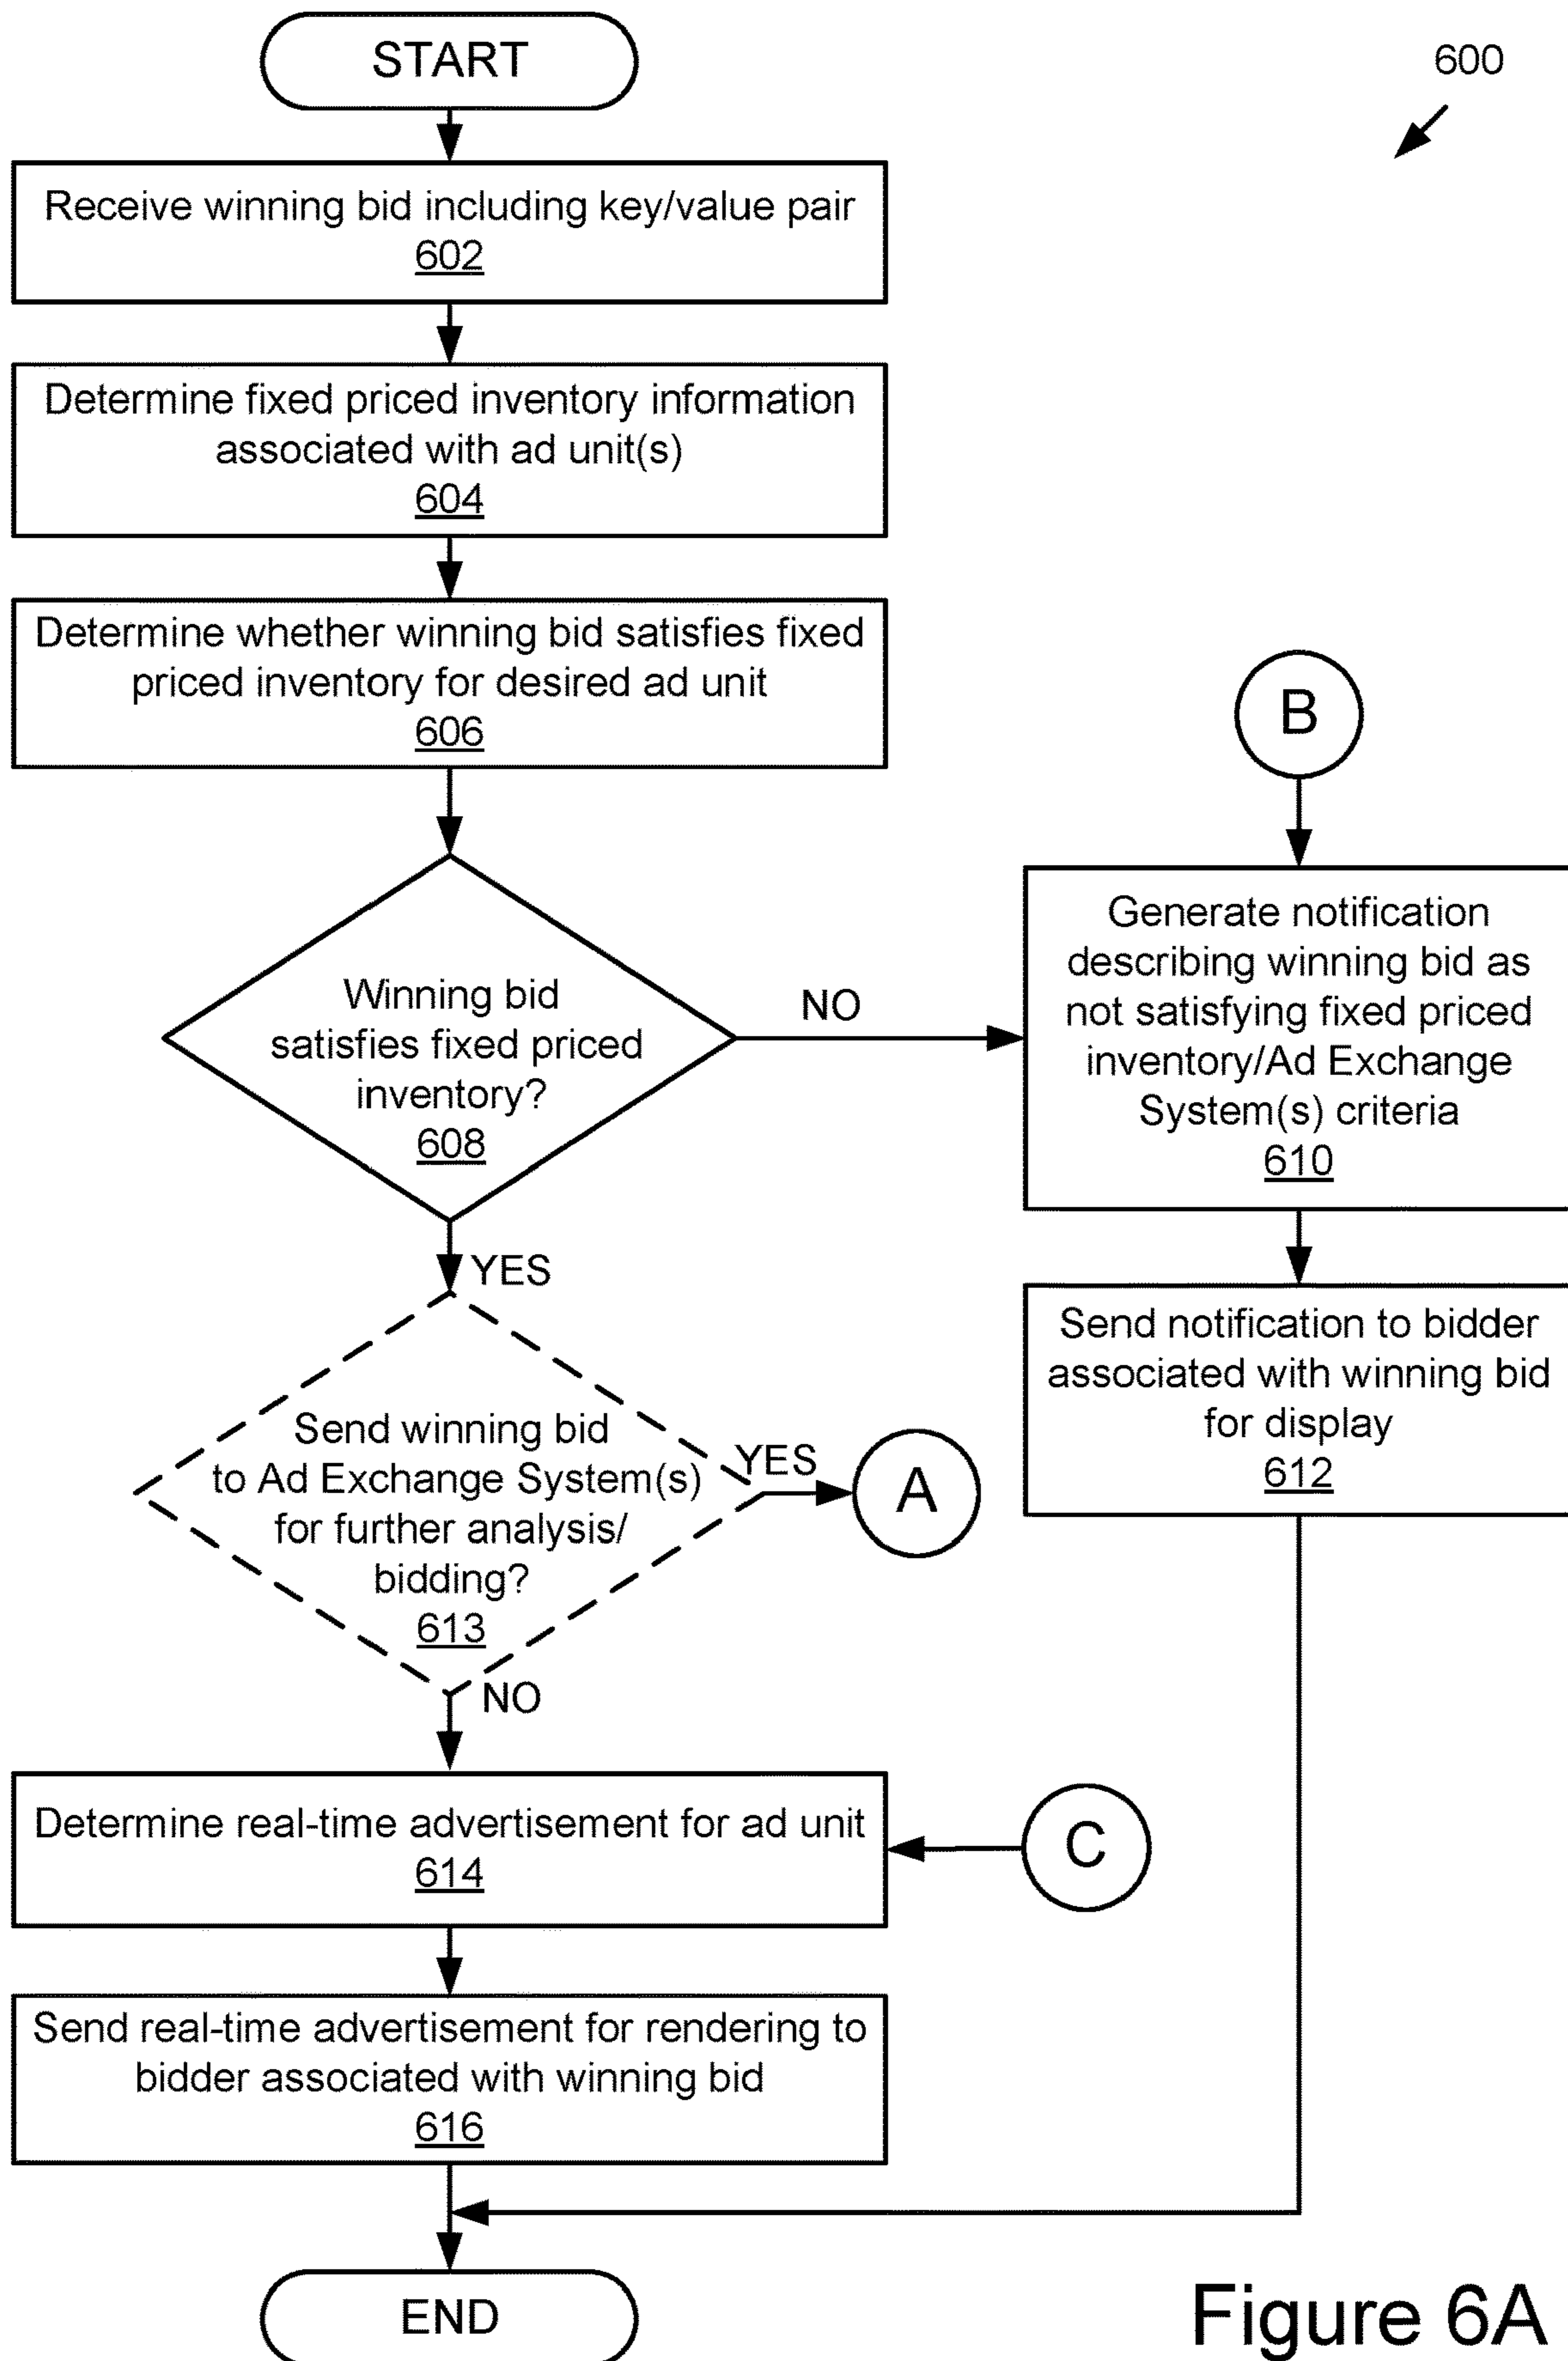 START
600
Receive winning bid including key/value pair
602
Determine fixed priced inventory information
associated with ad unit(s)
604
Determine whether winning bid satisfies fixed
priced inventory for desired ad unit
606
B
Winning bid
satisfies fixed priced
inventory?
608
NO
Generate notification
describing winning bid as
not satisfying fixed priced
inventory/Ad Exchange
System(s) criteria
610
YES
Send notification to bidder
associated with winning bid
for display
612
Send winning bid
to Ad Exchange System(s)
for further analysis/
bidding?
613
YES
A
NO
Determine real-time advertisement for ad unit
614
C
Send real-time advertisement for rendering to
bidder associated with winning bid
616
END
Figure 6A